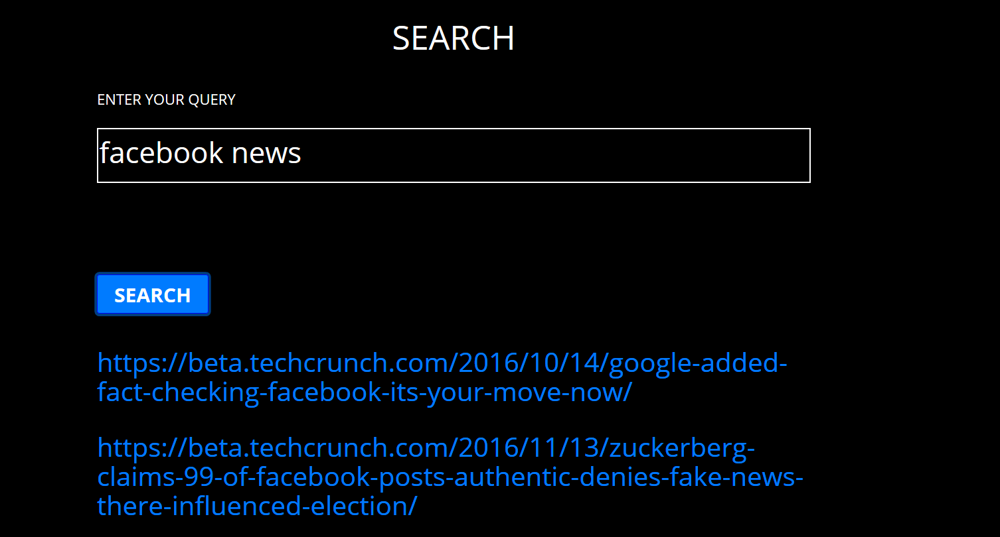 SEARCH
ENTER YOUR QUERY
facebook news
SEARCH
https://beta.techcrunch.com/2016/10/14/google-added-
fact-checking-facebook-its-your-move-now/
https://beta.techcrunch.com/2016/11/13/zuckerberg-
claims-99-of-facebook-posts-authentic-denies-fake-news-
there-influenced-election/